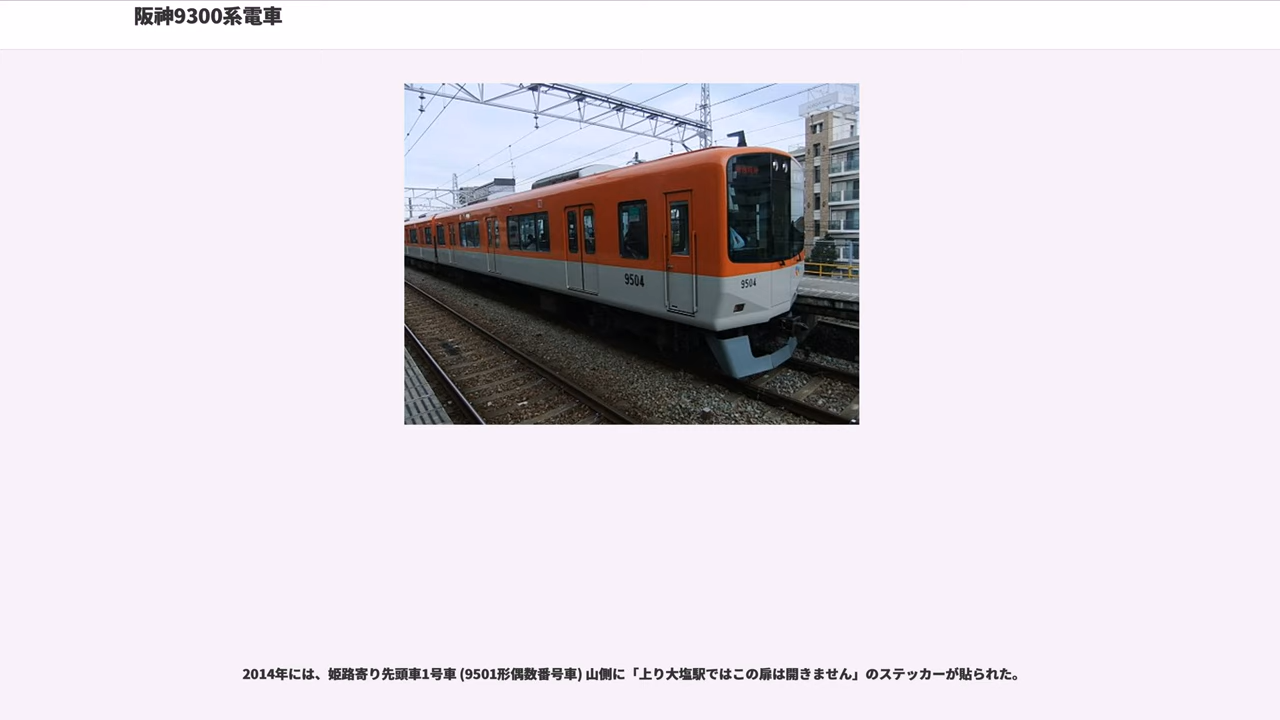 阪神9300系電車
9504
9504
2014年には、姫路寄り先頭車1号車 (9501形偶数番号車) 山側に「上り大塩駅ではこの扉は開きません」のステッカーが貼られた。